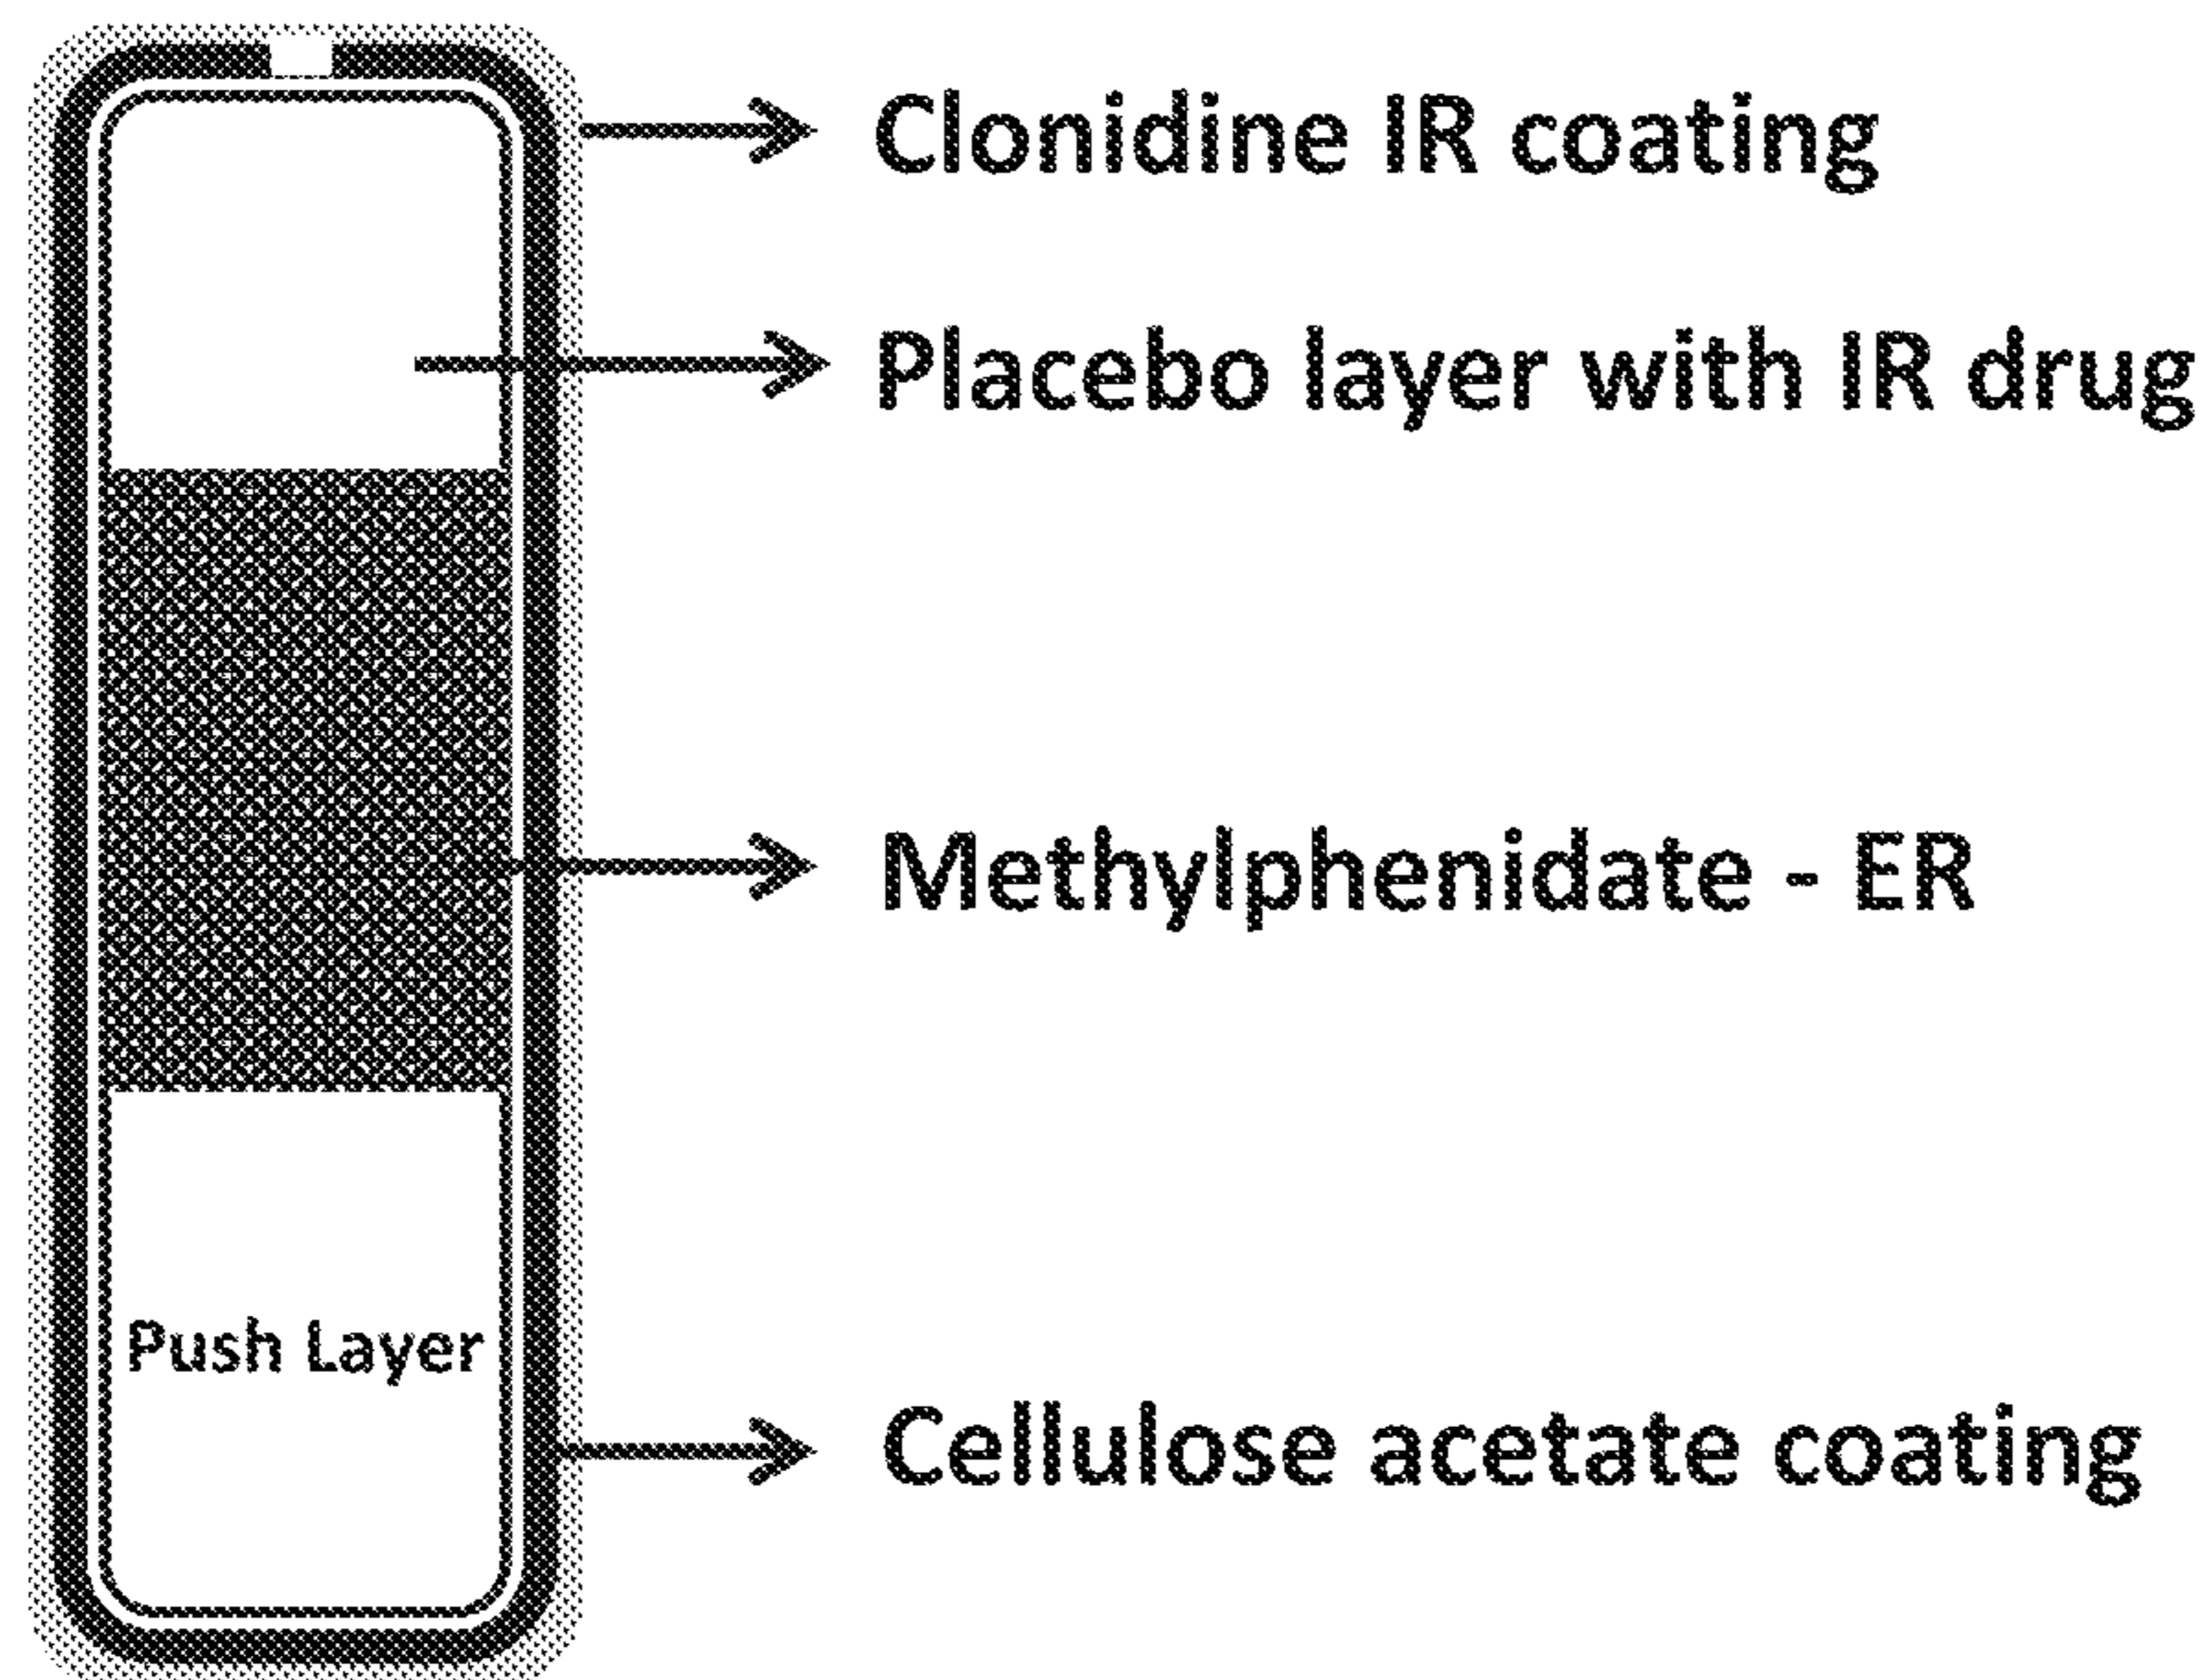 Clonidine IR coating
Placebo layer with IR drug
Methylphenidate - ER
Push Layer
Cellulose acetate coating